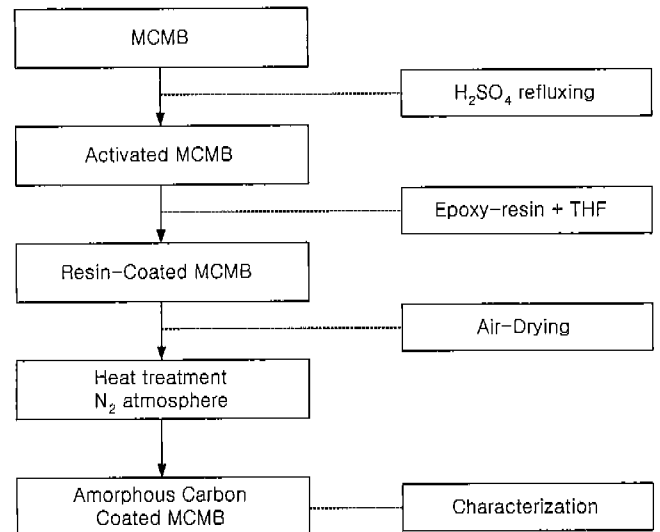 MCMB
H₂SO₄ refluxing
Activated MCMB
Epoxy-resin + THF
Resin-Coated MCMB
Air-Drying
Heat treatment
N₂ atmosphere
Amorphous Carbon
Coated MCMB
Characterization